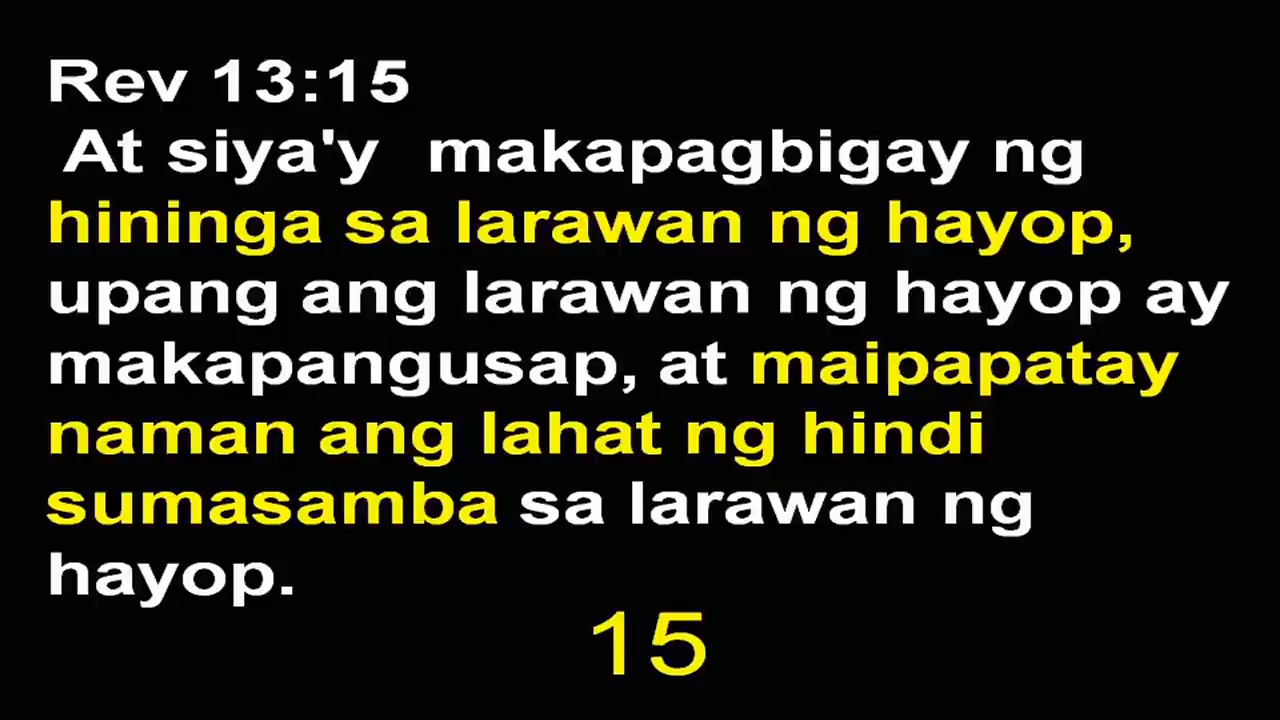 Rev 13:15
At siya'y makapagbigay ng
hininga sa larawan ng hayop,
upang ang larawan ng hayop ay
makapangusap, at maipapatay
naman ang lahat ng hindi
sumasamba sa larawan ng
hayop.
15